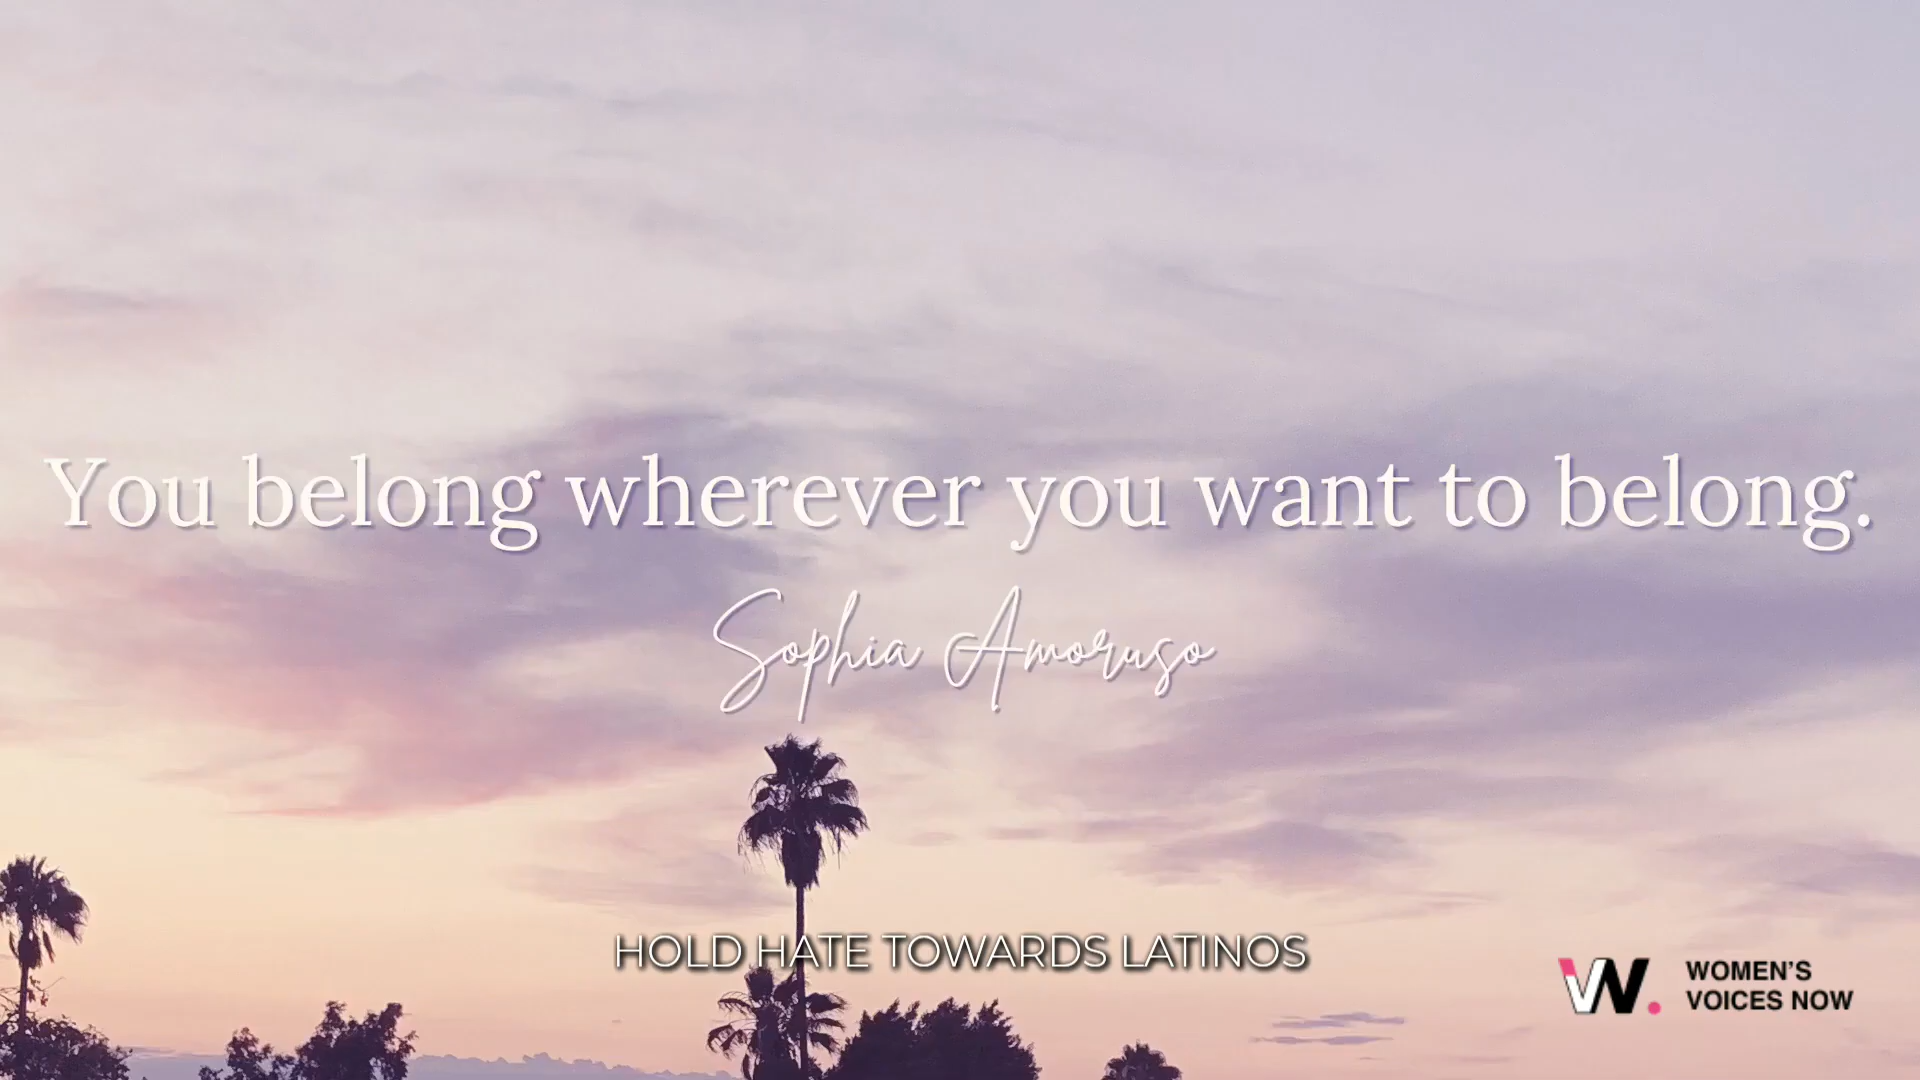 You belong wherever you want to belong.
Sophia Amoruso
HOLD HATE TOWARDS LATINOS
W.
WOMEN'S
VOICES NOW